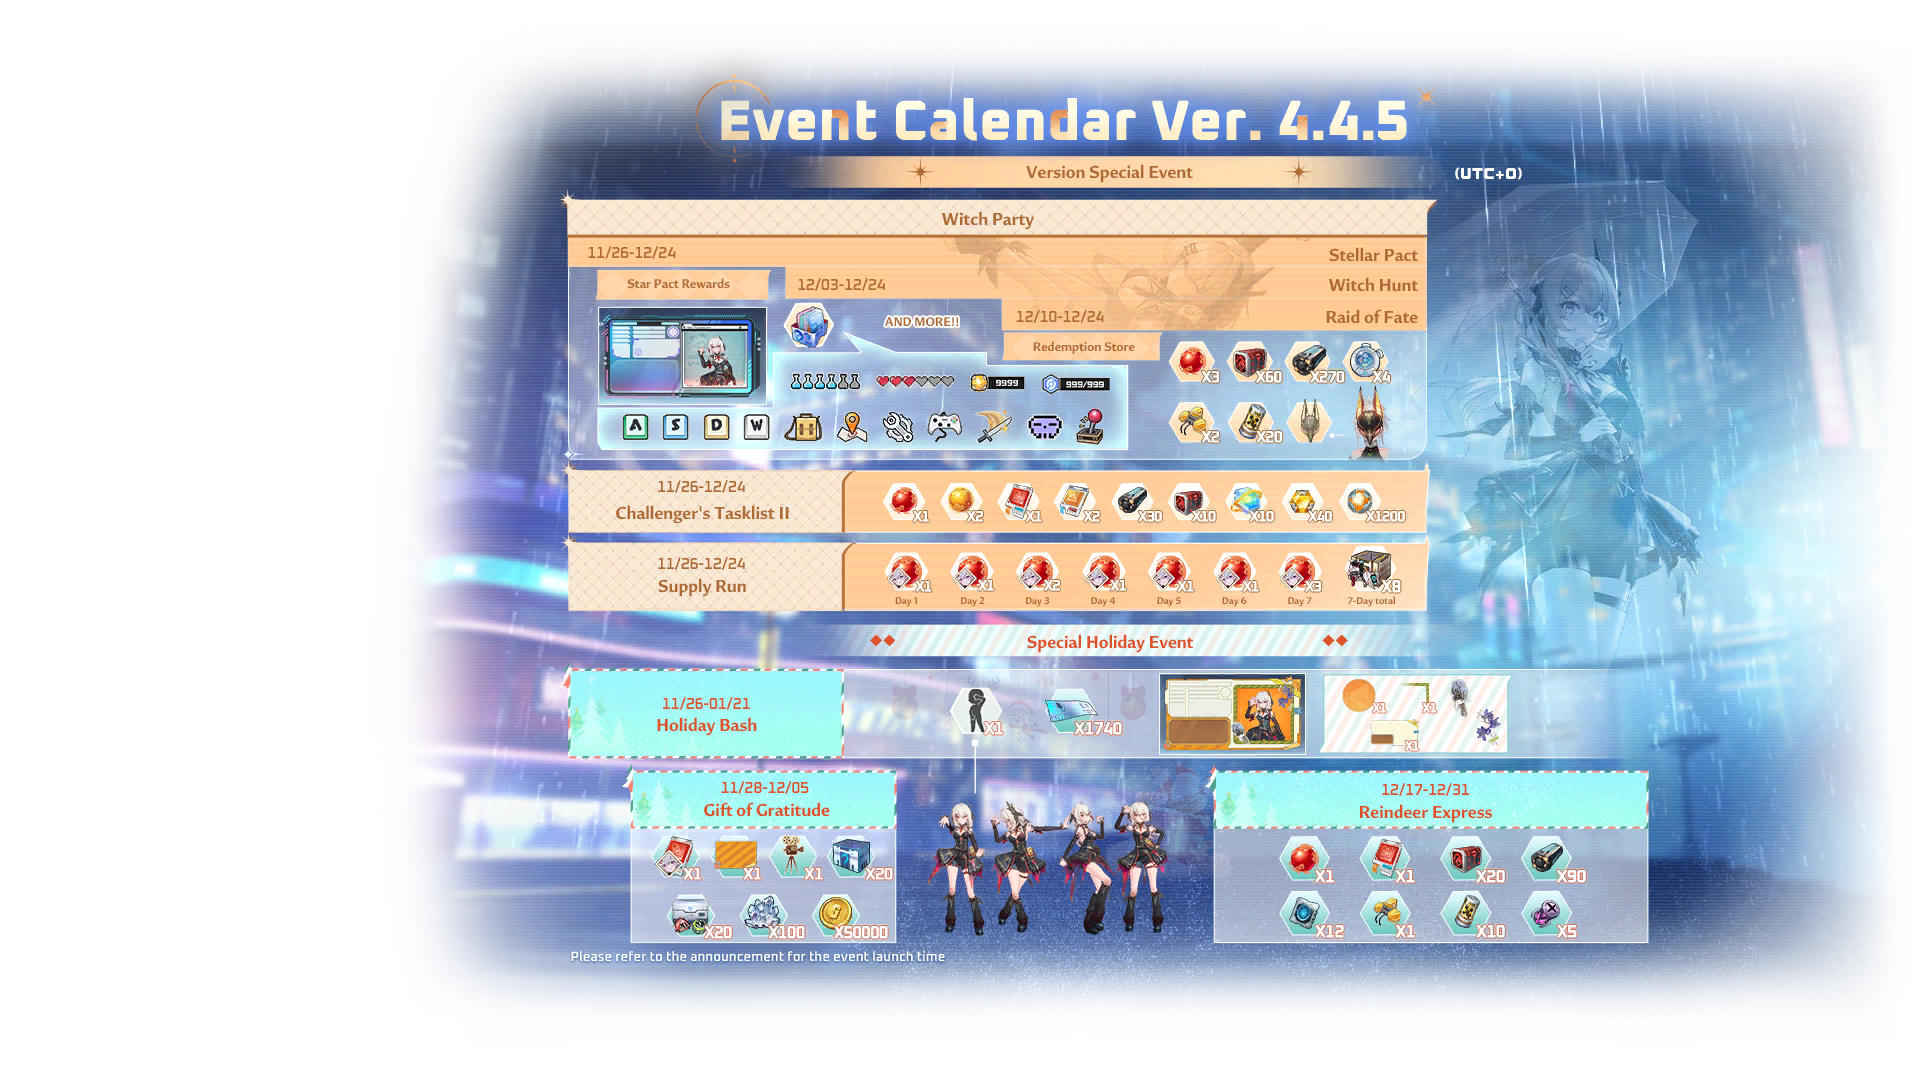 Event Calendar Ver. 4.4.5
Version Special Event
(UTC+0)
Witch Party
11/26-12/24
Stellar Pact
Star Pact Rewards
12/03-12/24
Witch Hunt
AND MORE!!
12/10-12/24
Raid of Fate
Redemption Store
X3
X60
X270
X4
9999
999/999
A
S
D
W
X2
X20
11/26-12/24
Challenger's Tasklist II
X1
X2
X1
X2
X30
X10
X10
X40
X1200
11/26-12/24
Supply Run
X1
X1
X2
X1
X1
X1
X3
X8
Day 1
Day 2
Day 3
Day 4
Day 5
Day 6
Day 7
7-Day total
Special Holiday Event
11/26-01/21
Holiday Bash
X1
X1740
X1
X1
X1
11/28-12/05
Gift of Gratitude
X1
X1
X1
X20
X20
X100
X50000
12/17-12/31
Reindeer Express
X1
X1
X20
X90
X12
X1
X10
X5
Please refer to the announcement for the event launch time